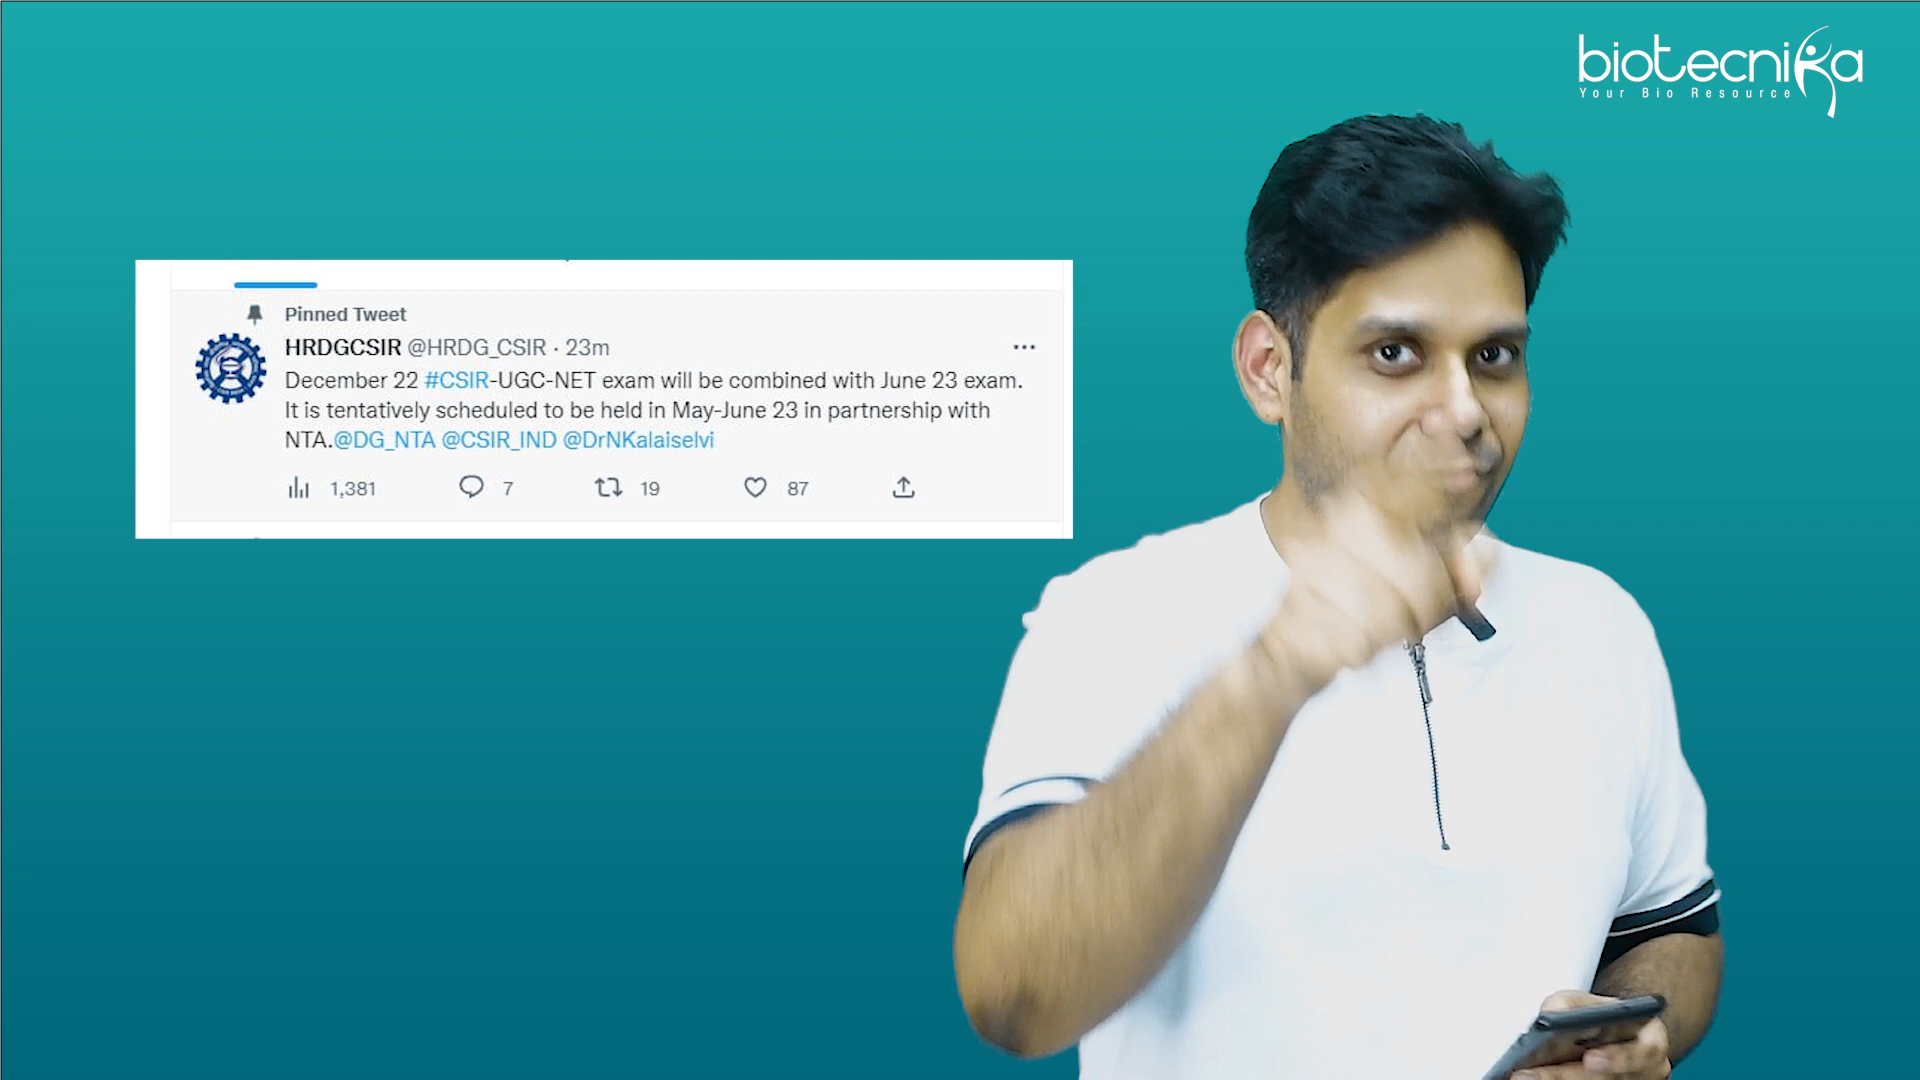 biotecnika
Your Bio Resource
Pinned Tweet
HRDGCSIR @HRDG_CSIR · 23m
December 22 #CSIR-UGC-NET exam will be combined with June 23 exam.
It is tentatively scheduled to be held in May-June 23 in partnership with
NTA.@DG_NTA @CSIR_IND @DrNKalaiselvi
1,381 7 19 87